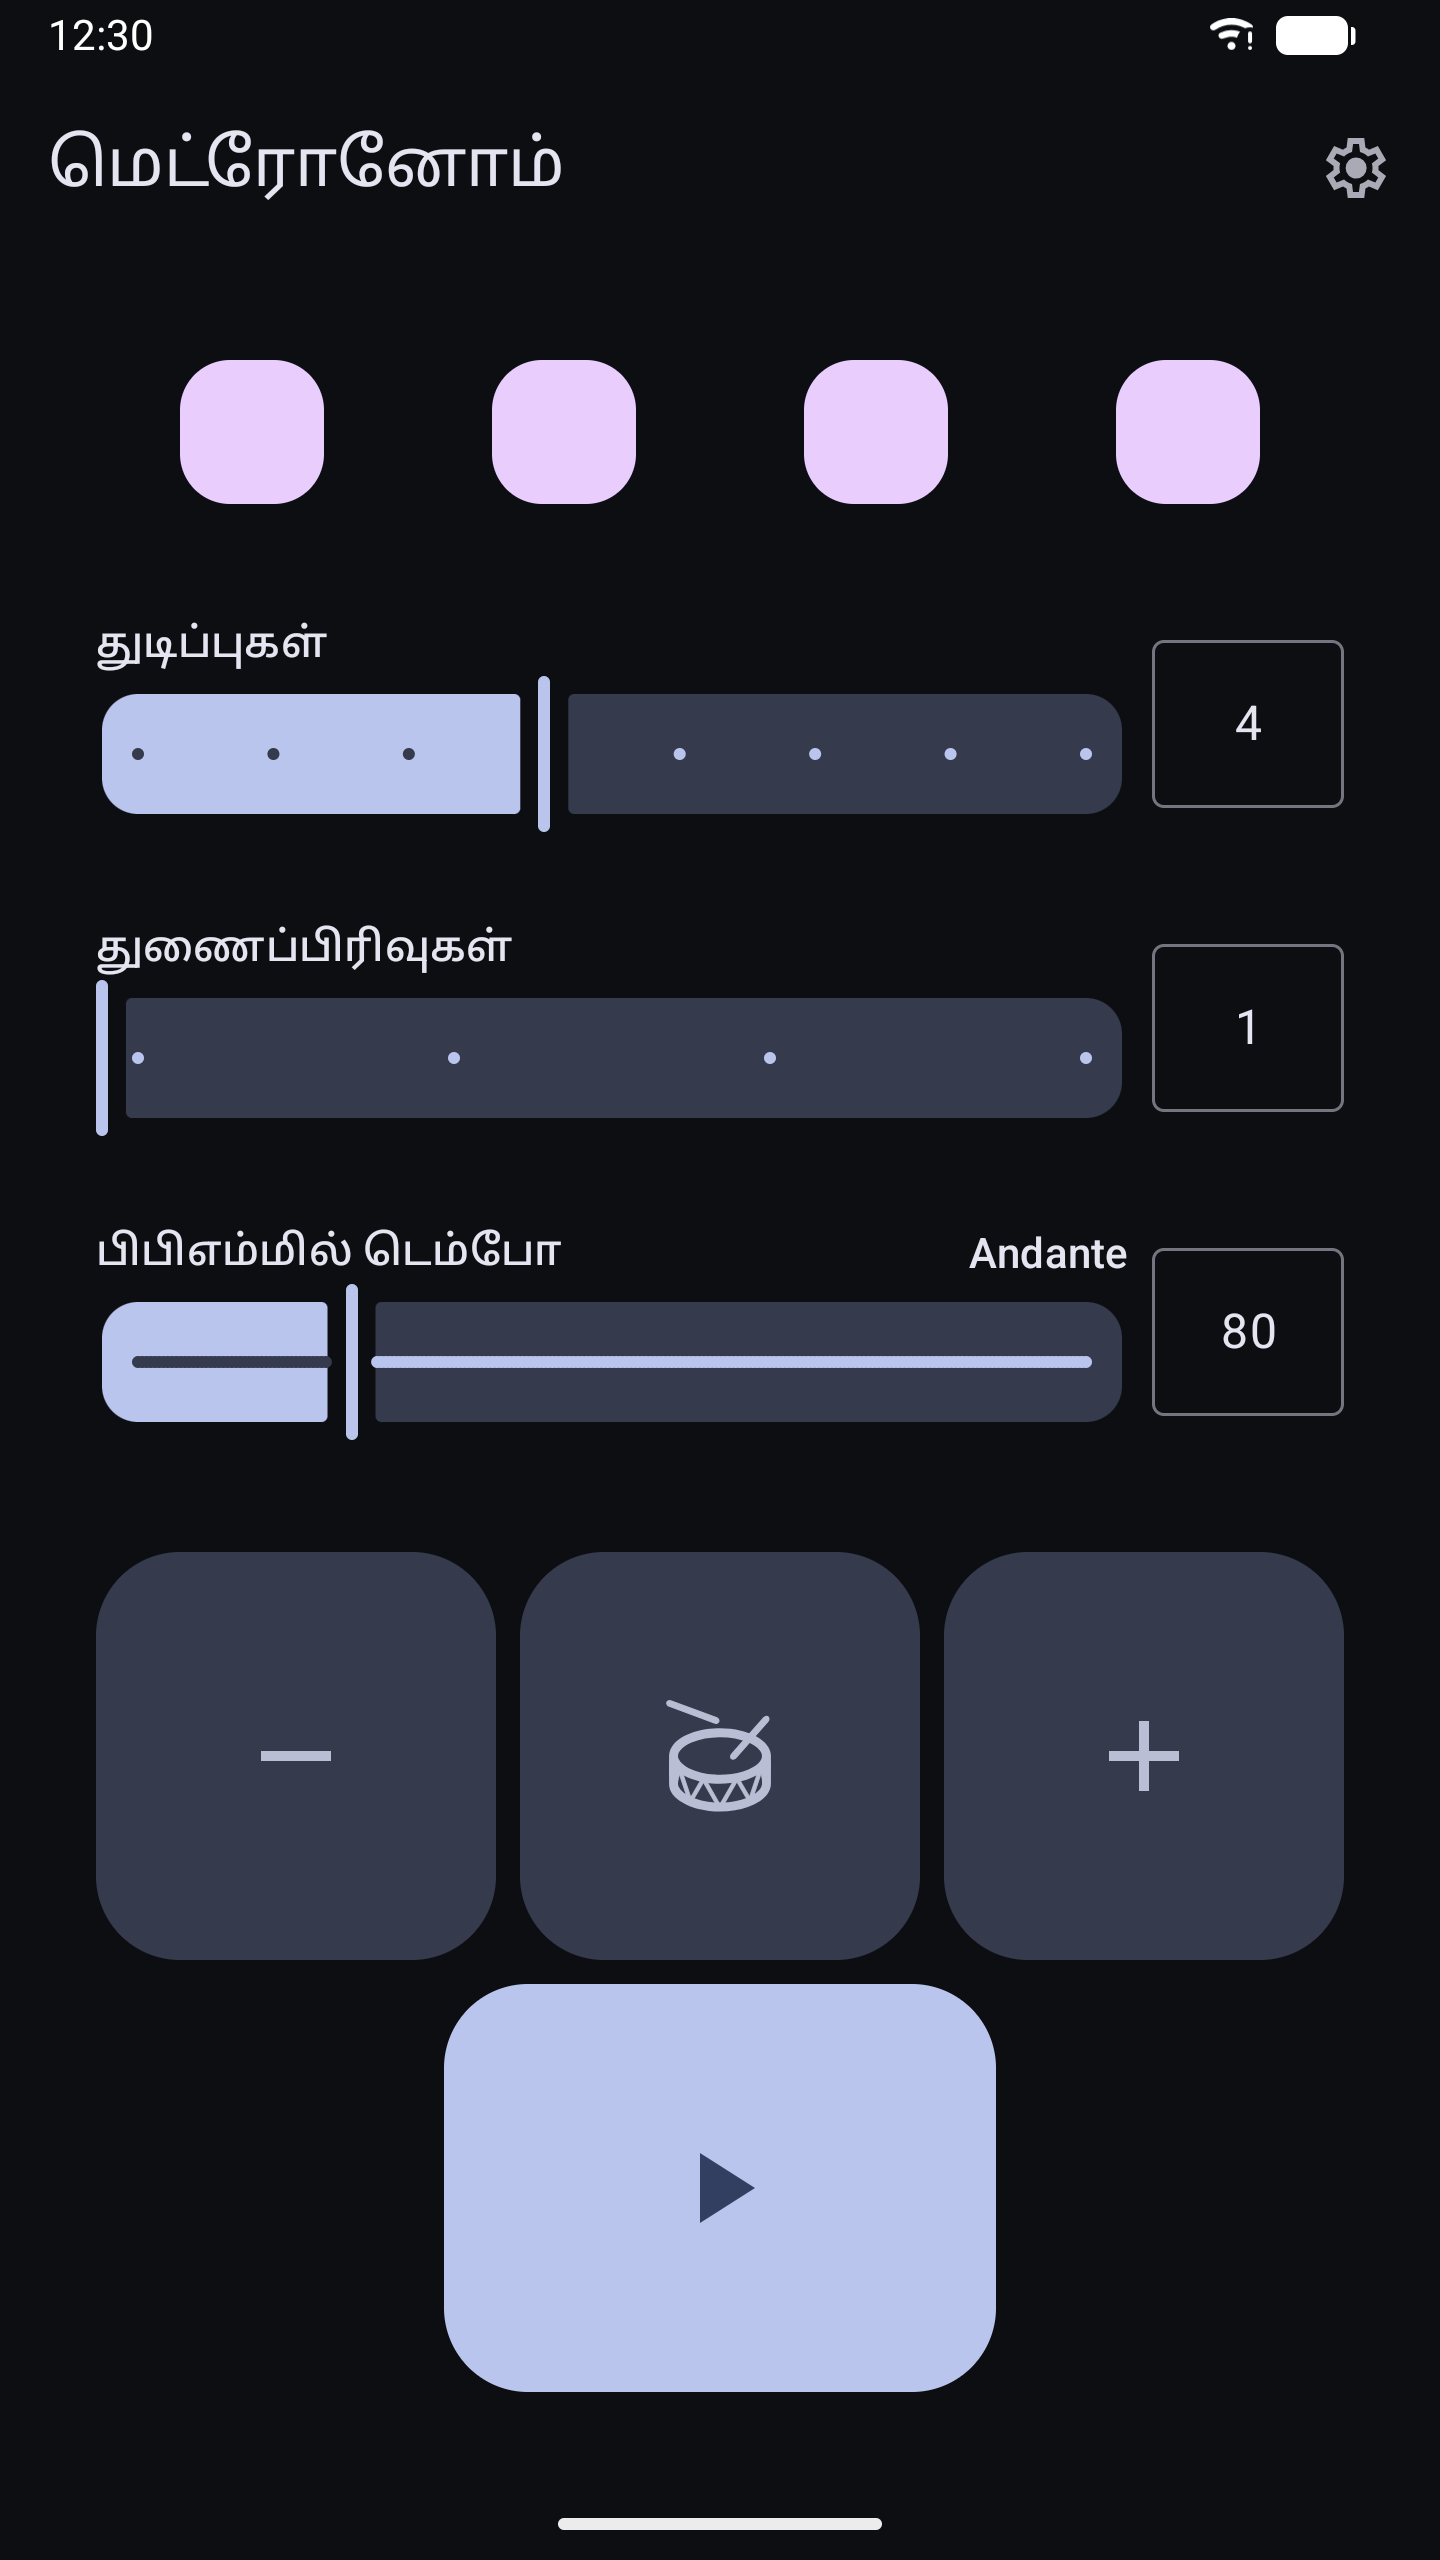 12:30
மெட்ரோனோம்
துடிப்புகள்
4
துணைப்பிரிவுகள்
1
பிபிஎம்மில் டெம்போ
Andante
80